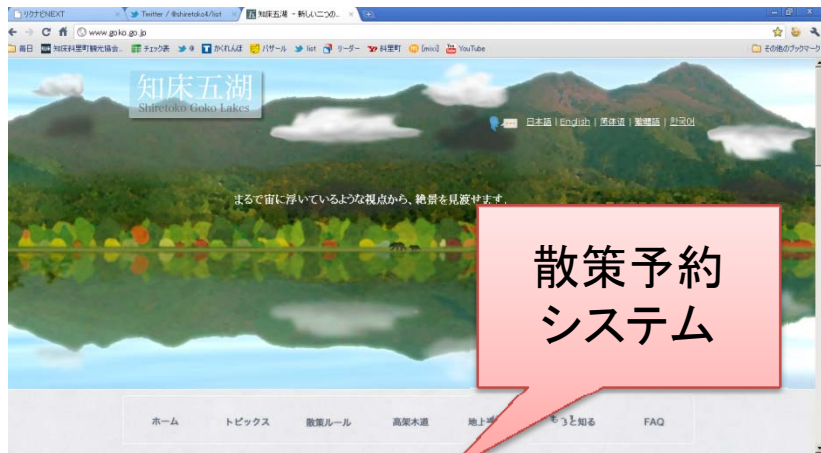 リクナビNEXT
Twitter / @shiretoko4/list
知床五湖 - 新しい二つの..
www.goko.go.jp
毎日
知床斜里町観光協会..
チェック表
かくれんぼ
バザール
list
リーダー
斜里町
[mixi]
YouTube
その他のブックマーク
知床五湖
Shiretoko Goko Lakes
日本語 | English | 简体语 | 繁體語 | 한국어
まるで宙に浮いているような視点から、絶景を見渡せます。
散策予約
システム
ホーム
トピックス
散策ルール
高架木道
地上
もっと知る
FAQ